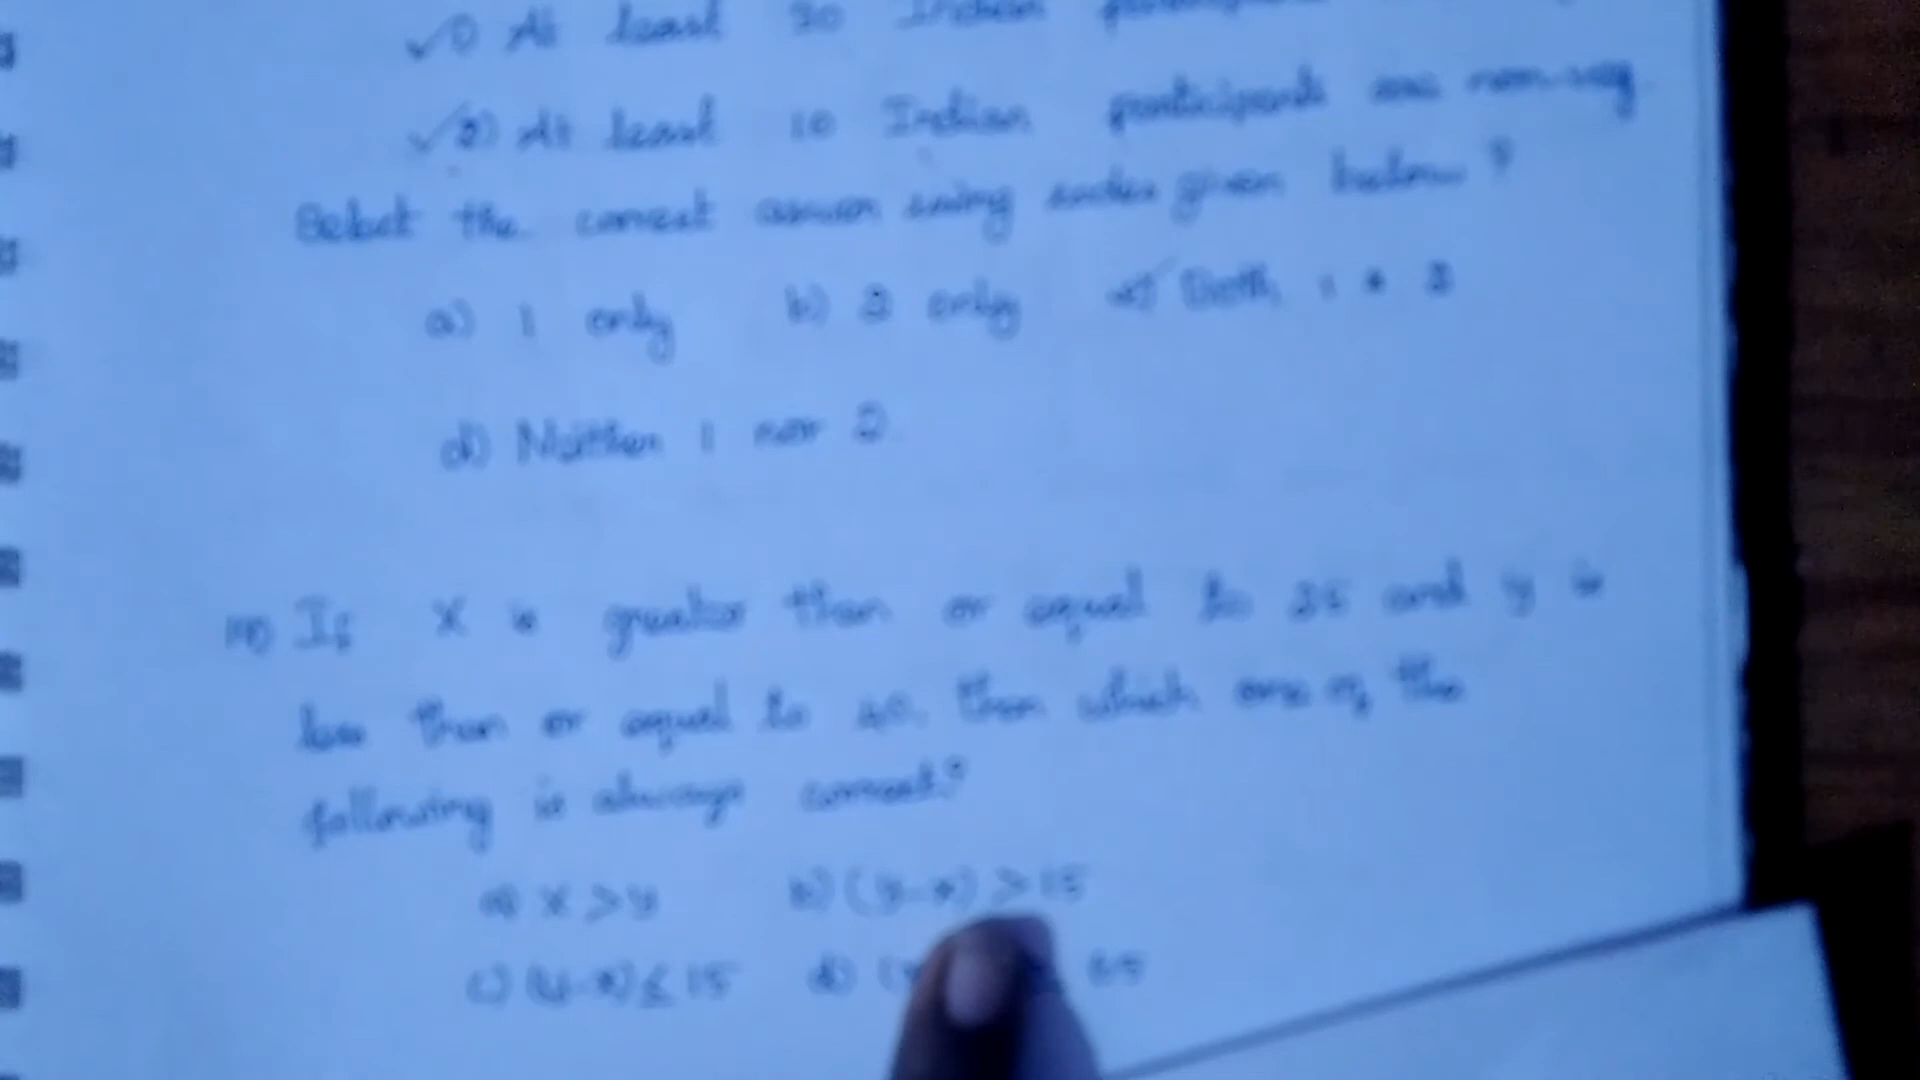 1) At least 30 Indian
2) At least 10 Indian participants are non-veg
Select the correct answer using codes given below?
a) 1 only b) 2 only c) Both 1 & 2
d) Neither 1 nor 2
If X is greater than or equal to 25 and y is
less than or equal to 40. Then which one of the
following is always correct?
a) X > y b) (y-x) > 15
c) (y-x) ≤ 15 d) 65